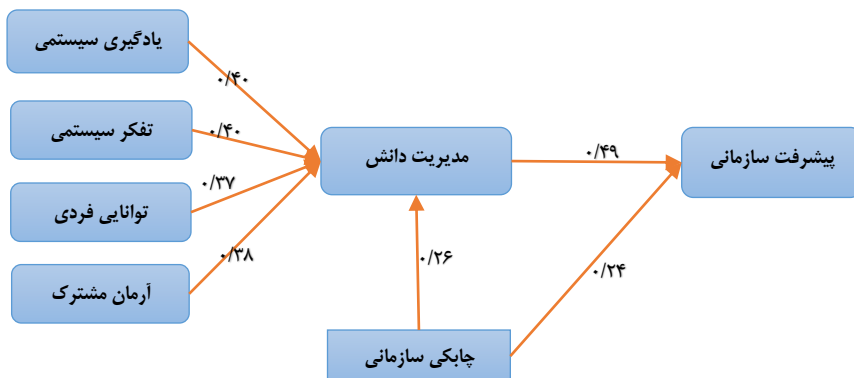 یادگیری سیستمی
۰/۴۰
تفکر سیستمی
۰/۴۰
مدیریت دانش
۰/۴۹
پیشرفت سازمانی
۰/۳۷
توانایی فردی
۰/۳۸
۰/۲۶
۰/۲۴
آرمان مشترک
چابکی سازمانی